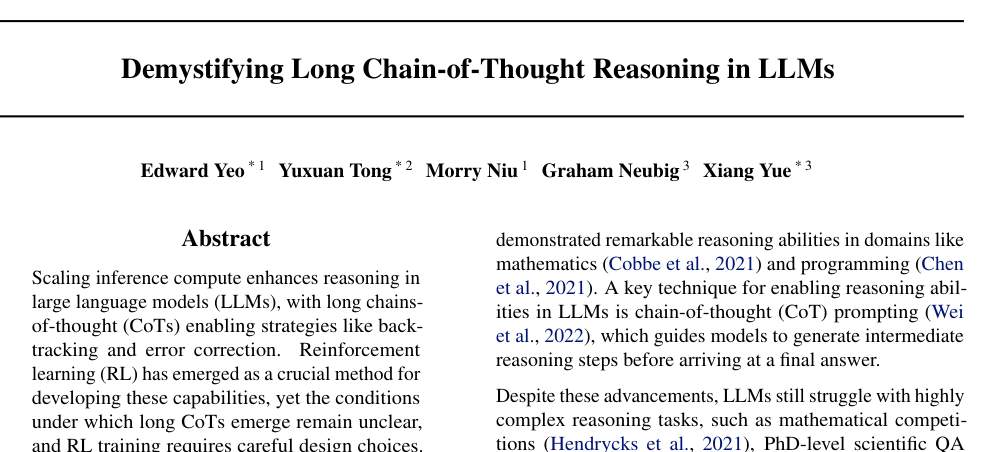 Demystifying Long Chain-of-Thought Reasoning in LLMs
Edward Yeo * 1 Yuxuan Tong * 2 Morry Niu 1 Graham Neubig 3 Xiang Yue * 3
Abstract
Scaling inference compute enhances reasoning in
large language models (LLMs), with long chains-
of-thought (CoTs) enabling strategies like back-
tracking and error correction. Reinforcement
learning (RL) has emerged as a crucial method for
developing these capabilities, yet the conditions
under which long CoTs emerge remain unclear,
and RL training requires careful design choices.
demonstrated remarkable reasoning abilities in domains like
mathematics (Cobbe et al., 2021) and programming (Chen
et al., 2021). A key technique for enabling reasoning abil-
ities in LLMs is chain-of-thought (CoT) prompting (Wei
et al., 2022), which guides models to generate intermediate
reasoning steps before arriving at a final answer.
Despite these advancements, LLMs still struggle with highly
complex reasoning tasks, such as mathematical competi-
tions (Hendrycks et al., 2021), PhD-level scientific QA